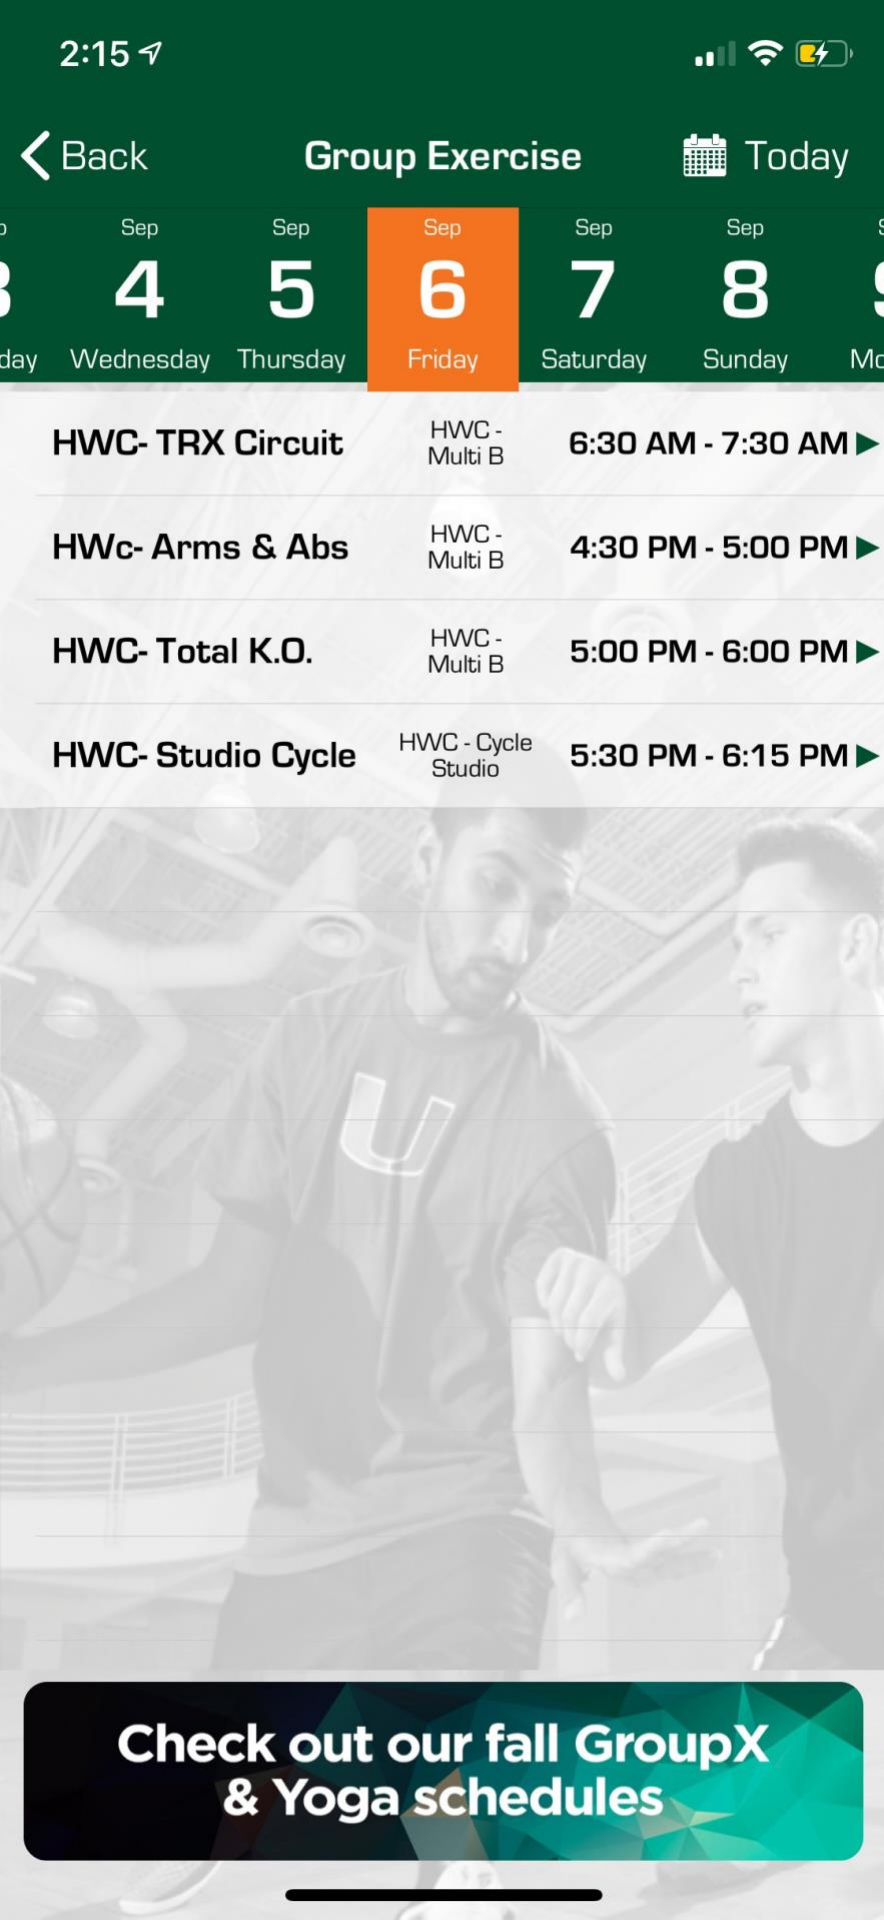 2:15
Back Group Exercise Today
Sep Sep Sep Sep Sep
4 5 6 7 8
day Wednesday Thursday Friday Saturday Sunday Mo
HWC- TRX Circuit HWC - 6:30 AM - 7:30 AM
Multi B
HWc- Arms & Abs HWC - 4:30 PM - 5:00 PM
Multi B
HWC- Total K.O. HWC - 5:00 PM - 6:00 PM
Multi B
HWC- Studio Cycle HWC - Cycle 5:30 PM - 6:15 PM
Studio
U
Check out our fall GroupX
& Yoga schedules